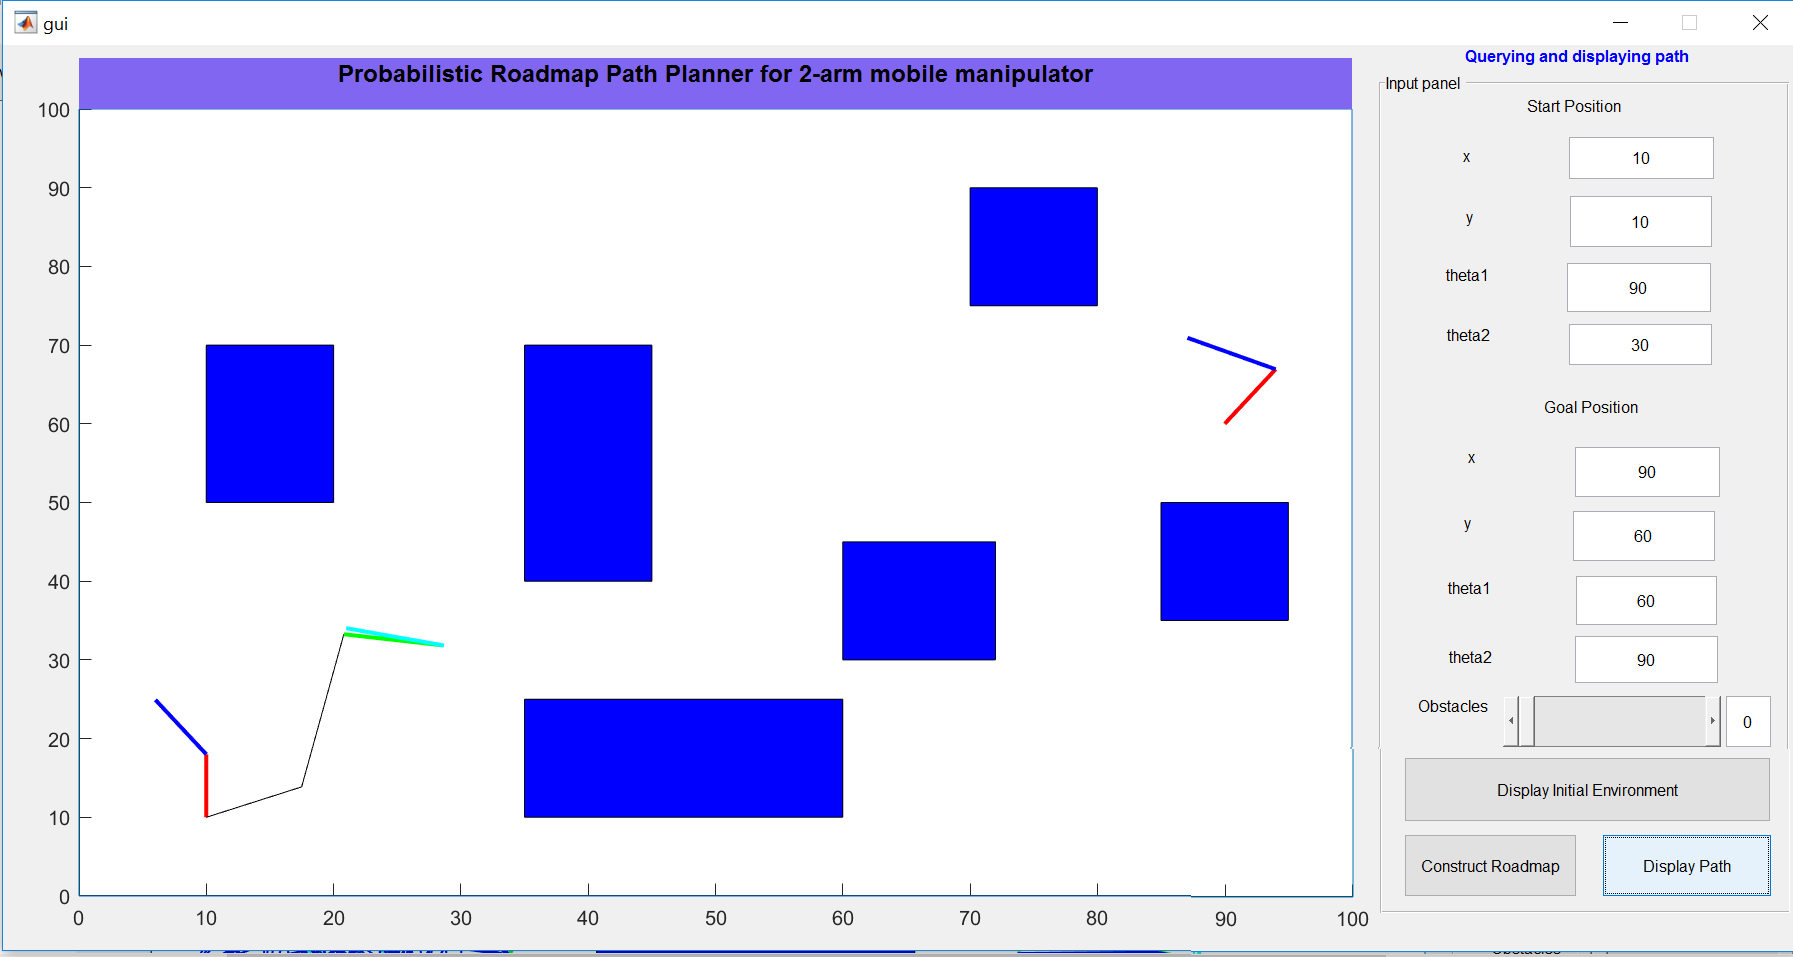 gui
Querying and displaying path
Probabilistic Roadmap Path Planner for 2-arm mobile manipulator
Input panel
Start Position
x 10
y 10
theta1 90
theta2 30
Goal Position
x 90
y 60
theta1 60
theta2 90
Obstacles 0
Display Initial Environment
Construct Roadmap Display Path
100
90
80
70
60
50
40
30
20
10
0
0 10 20 30 40 50 60 70 80 90 100